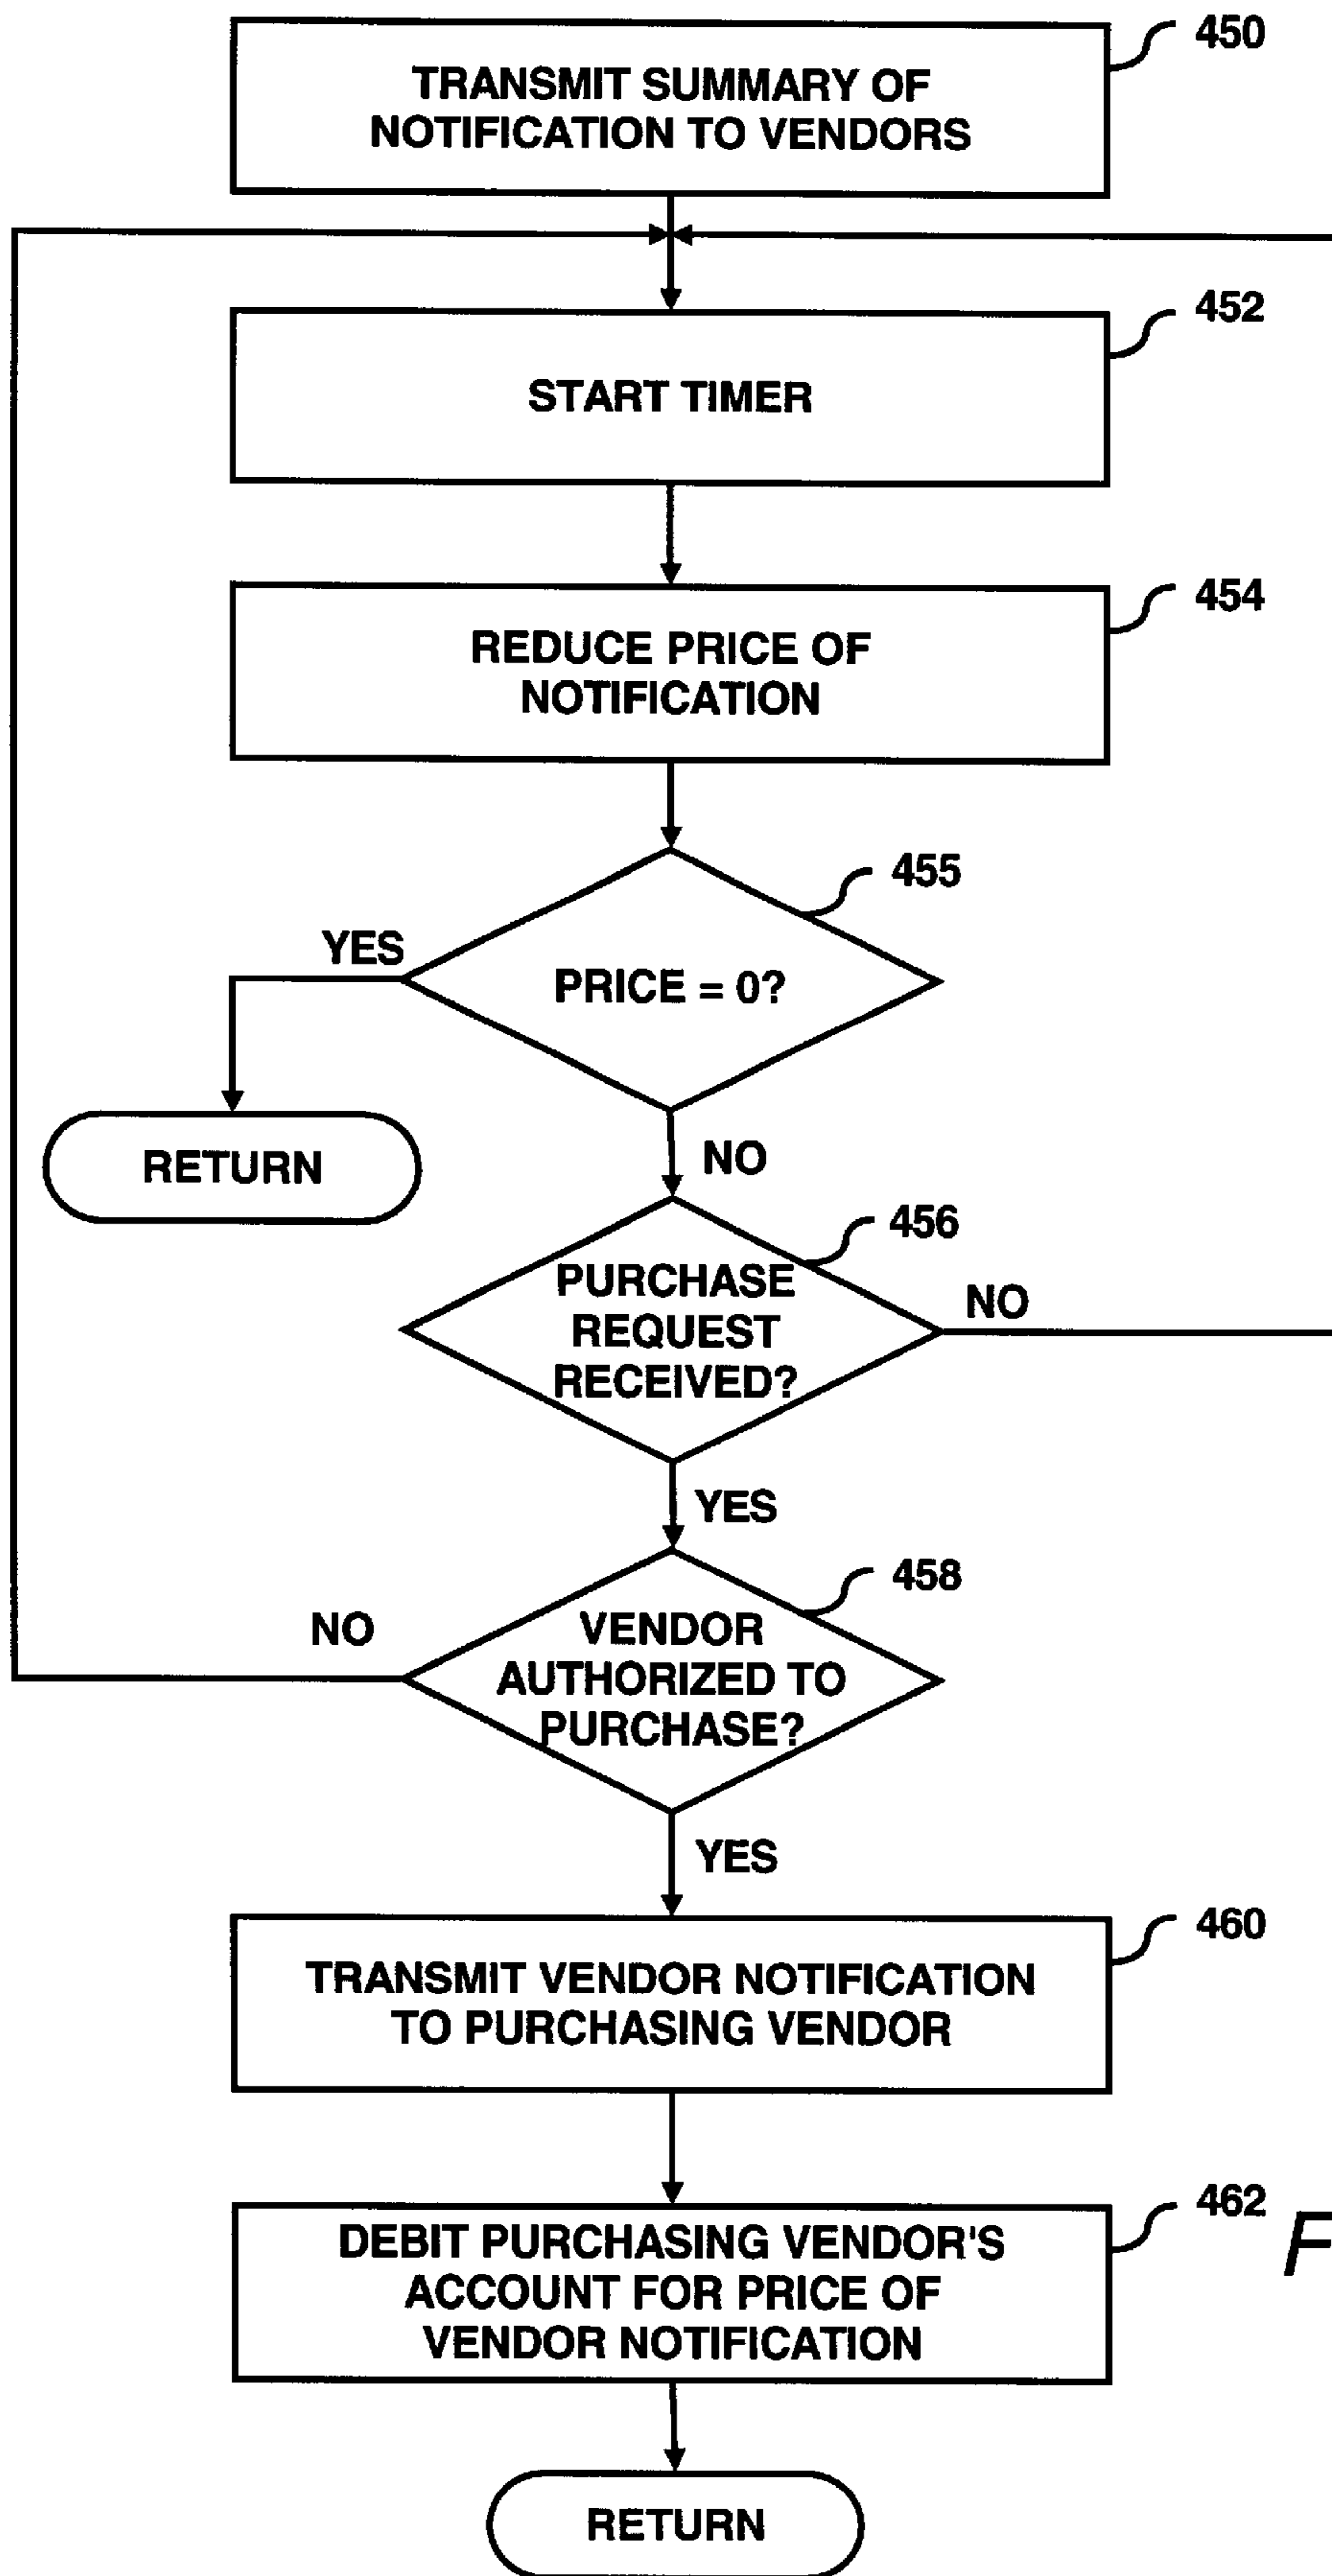 450
TRANSMIT SUMMARY OF
NOTIFICATION TO VENDORS
452
START TIMER
454
REDUCE PRICE OF
NOTIFICATION
455
YES
PRICE = 0?
RETURN
NO
456
PURCHASE
REQUEST
RECEIVED?
NO
YES
458
NO
VENDOR
AUTHORIZED TO
PURCHASE?
YES
460
TRANSMIT VENDOR NOTIFICATION
TO PURCHASING VENDOR
462
DEBIT PURCHASING VENDOR'S
ACCOUNT FOR PRICE OF
VENDOR NOTIFICATION
F
RETURN